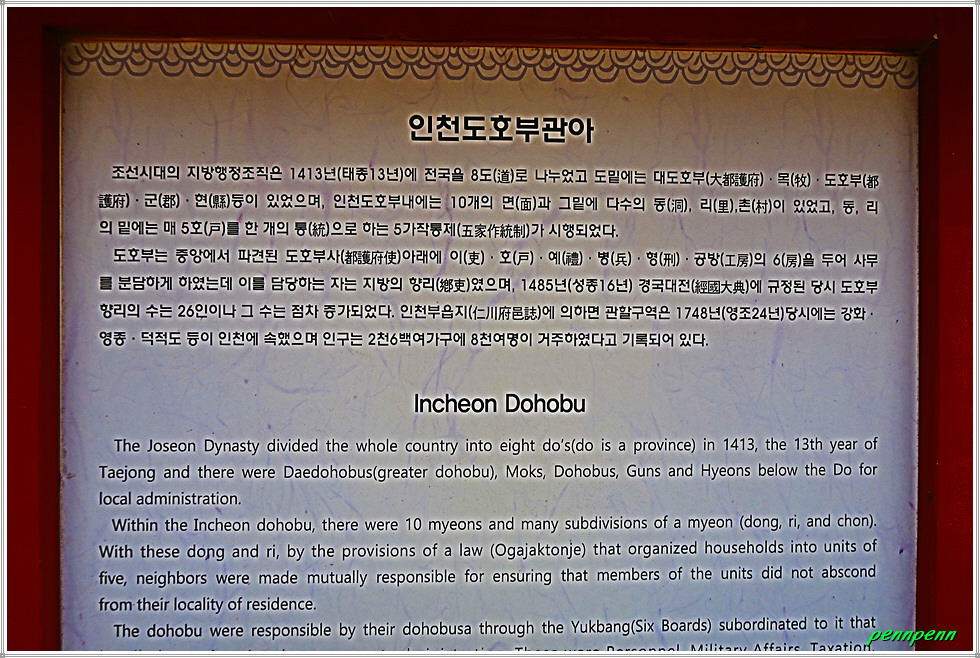 인천도호부관아
조선시대의 지방행정조직은 1413년(태종13년)에 전국을 8도(道)로 나누었고 도밑에는 대도호부(大都護府)·목(牧)·도호부(都
護府)·군(郡)·현(縣)등이 있었으며, 인천도호부내에는 10개의 면(面)과 그밑에 다수의 동(洞), 리(里),촌(村)이 있었고, 동, 리
의 밑에는 매 5호(戶)를 한 개의 통(統)으로 하는 5가작통제(五家作統制)가 시행되었다.
도호부는 중앙에서 파견된 도호부사(都護府使)아래에 이(吏)·호(戶)·예(禮)·병(兵)·형(刑)·공방(工房)의 6(房)을 두어 사무
를 분담하게 하였는데 이를 담당하는 자는 지방의 향리(鄕吏)였으며, 1485년(성종16년) 경국대전(經國大典)에 규정된 당시 도호부
향리의 수는 26인이나 그 수는 점차 증가되었다. 인천부읍지(仁川府邑誌)에 의하면 관할구역은 1748년(영조24년)당시에는 강화·
영종·덕적도 등이 인천에 속했으며 인구는 2천6백여가구에 8천여명이 거주하였다고 기록되어 있다.
Incheon Dohobu
The Joseon Dynasty divided the whole country into eight do's(do is a province) in 1413, the 13th year of
Taejong and there were Daedohobus(greater dohobu), Moks, Dohobus, Guns and Hyeons below the Do for
local administration.
Within the Incheon dohobu, there were 10 myeons and many subdivisions of a myeon (dong, ri, and chon).
With these dong and ri, by the provisions of a law (Ogajaktonje) that organized households into units of
five, neighbors were made mutually responsible for ensuring that members of the units did not abscond
from their locality of residence.
The dohobu were responsible by their dohobusa through the Yukbang(Six Boards) subordinated to it that
These were Personnel, Military Affairs, Taxation,
pennpenn